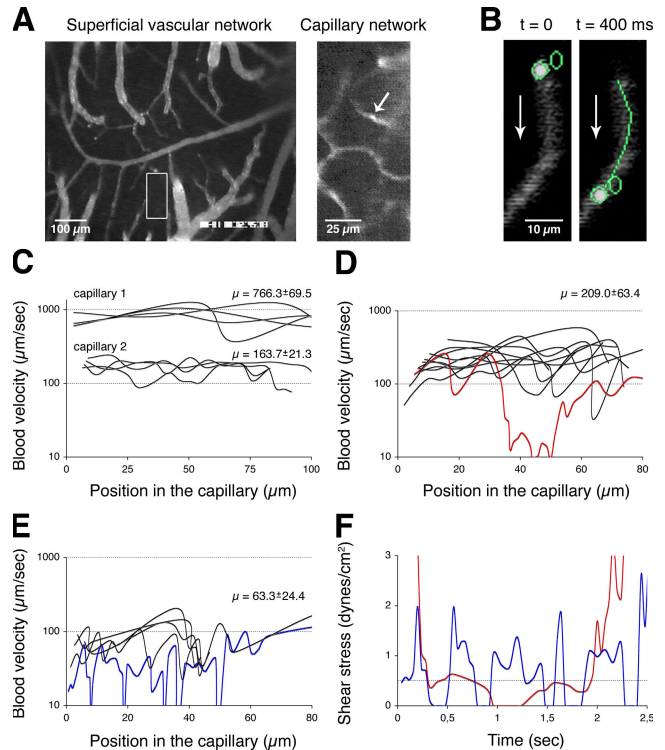 A
Superficial vascular network
Capillary network
100 µm
25 µm
B
t = 0
t = 400 ms
10 µm
C
Blood velocity (µm/sec)
1000
100
10
capillary 1
µ = 766.3±69.5
capillary 2
µ = 163.7±21.3
0
25
50
75
100
Position in the capillary (µm)
D
Blood velocity (µm/sec)
1000
100
10
µ = 209.0±63.4
0
20
40
60
80
Position in the capillary (µm)
E
Blood velocity (µm/sec)
1000
100
10
µ = 63.3±24.4
0
20
40
60
80
Position in the capillary (µm)
F
Shear stress (dynes/cm²)
3
2
1
0
0
0,5
1
1,5
2
2,5
Time (sec)